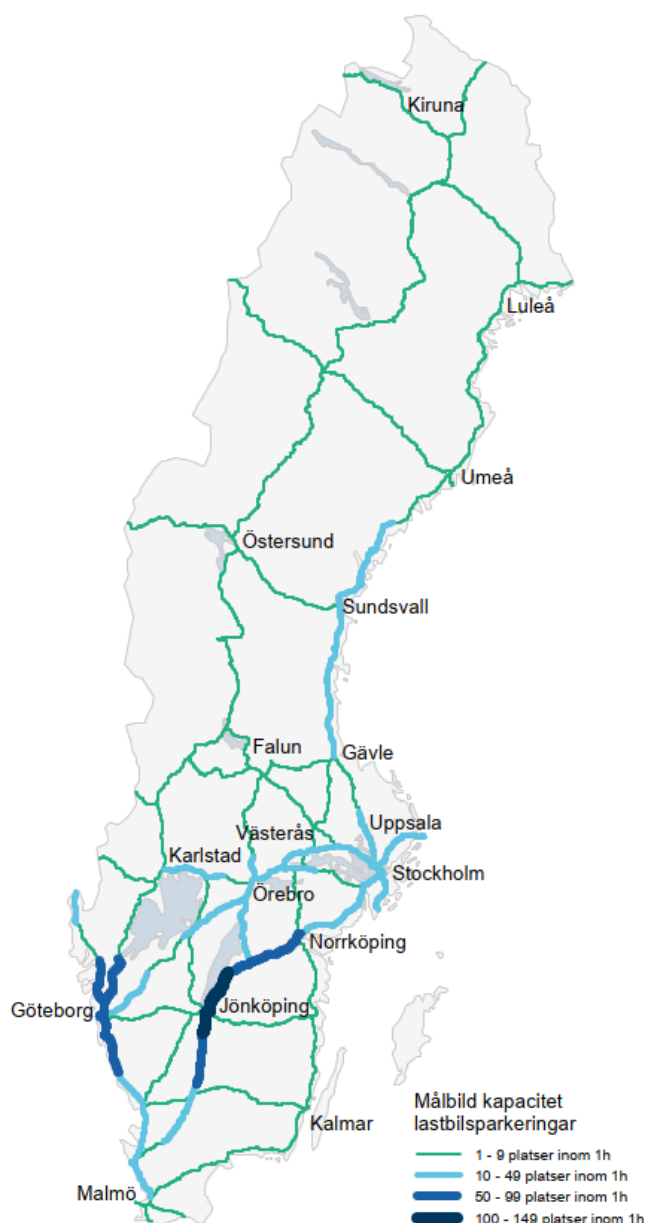 Kiruna
Luleå
Umeå
Östersund
Sundsvall
Falun
Gävle
Uppsala
Västerås
Karlstad
Stockholm
Örebro
Norrköping
Göteborg
Jönköping
Kalmar
Malmö
Målbild kapacitet
lastbilsparkeringar
1 - 9 platser inom 1h
10 - 49 platser inom 1h
50 - 99 platser inom 1h
100 - 149 platser inom 1h